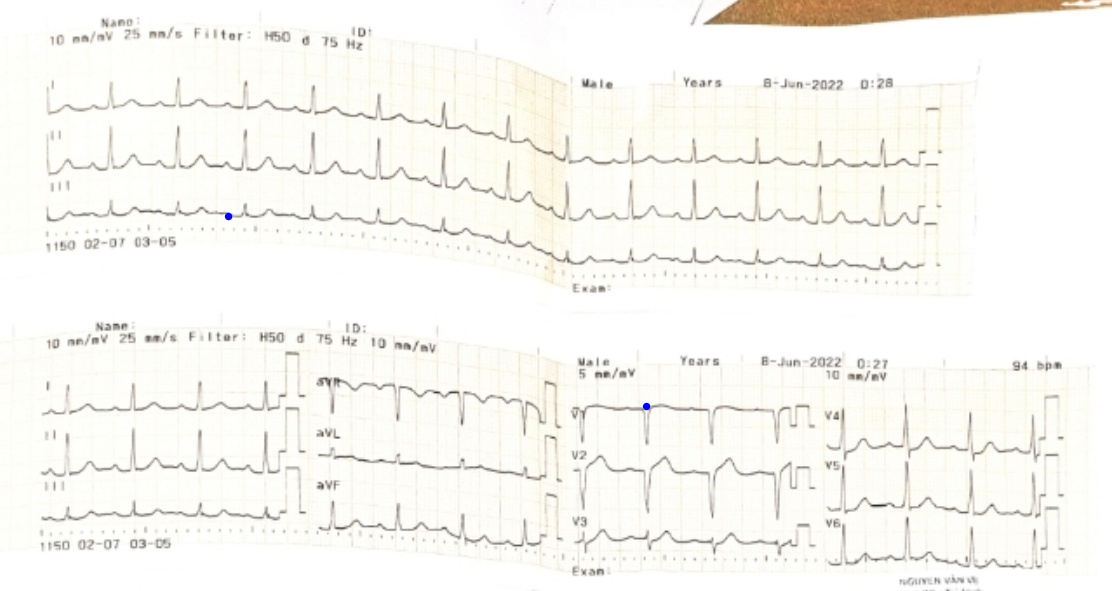 Name: ID:
10 mm/mV 25 mm/s Filter: H50 d 75 Hz
Male Years 8-Jun-2022 0:28
I
II
III
1150 02-07 03-05
Exam:
Name: ID:
10 mm/mV 25 mm/s Filter: H50 d 75 Hz 10 mm/mV
Male Years 8-Jun-2022 0:27 94 bpm
5 mm/mV 10 mm/mV
I aVR V1 V4
II aVL V2 V5
III aVF V3 V6
1150 02-07 03-05
Exam:
NGUYEN VĂN